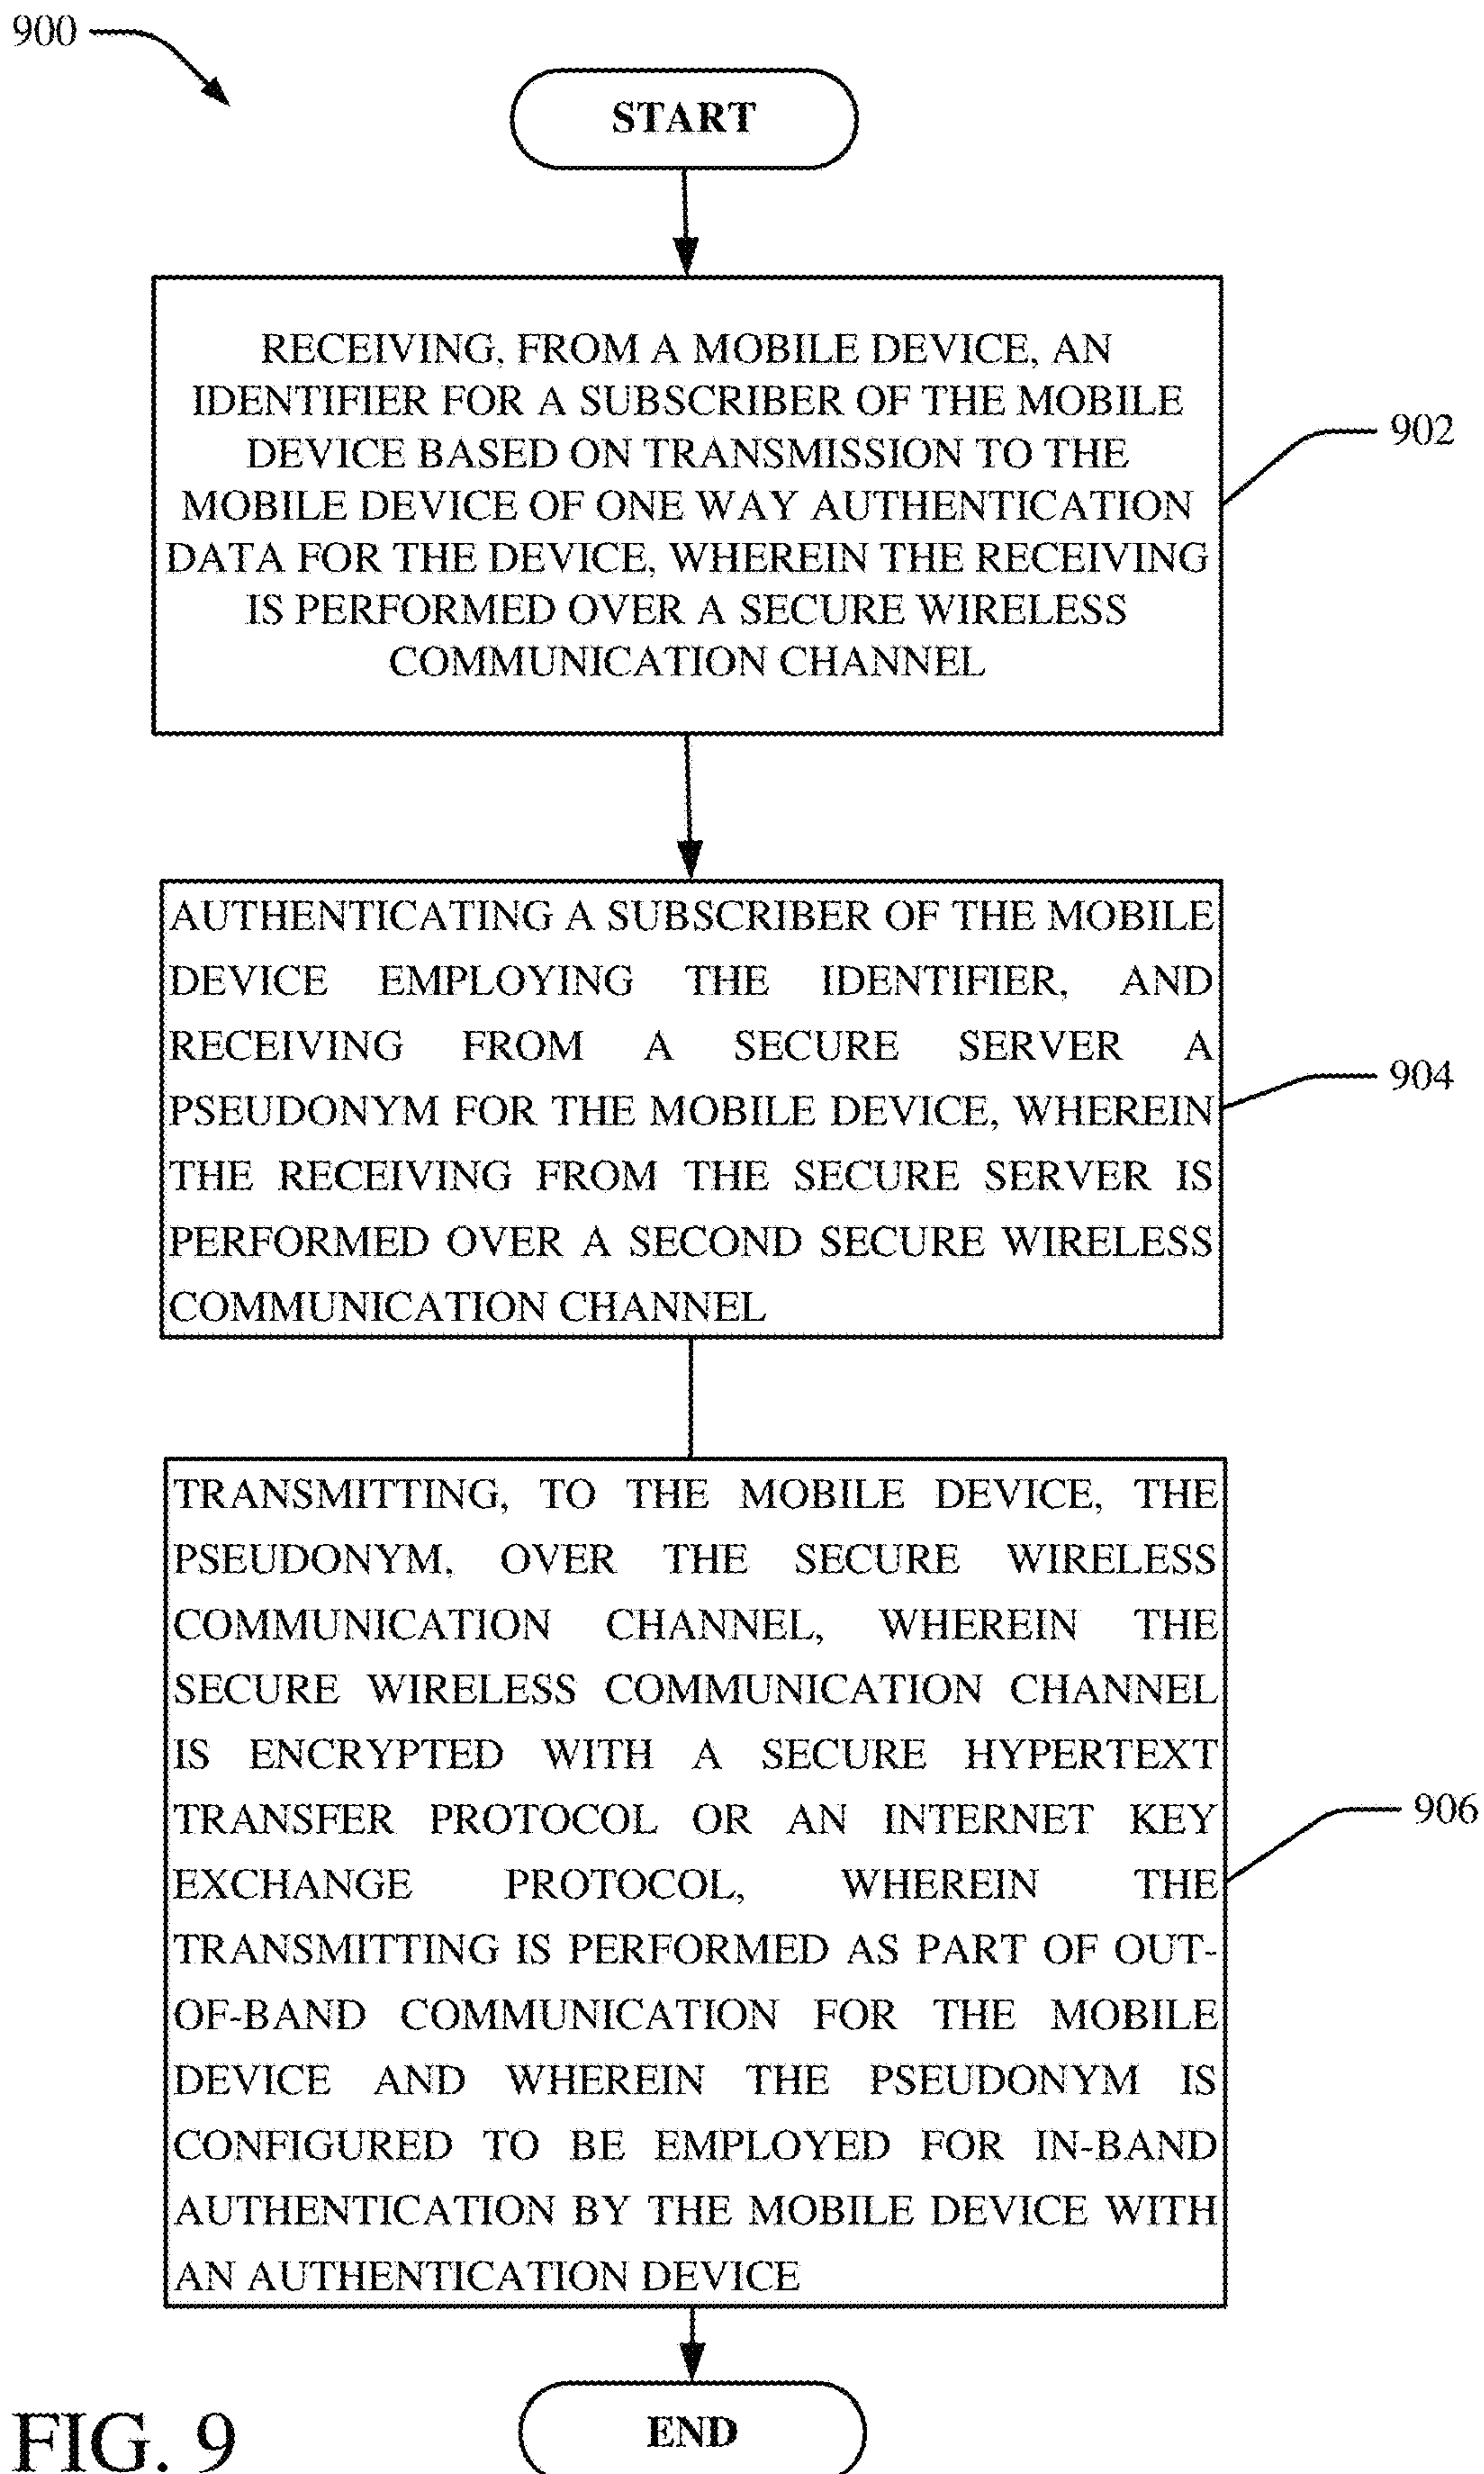 900
START
RECEIVING, FROM A MOBILE DEVICE, AN
IDENTIFIER FOR A SUBSCRIBER OF THE MOBILE
DEVICE BASED ON TRANSMISSION TO THE
MOBILE DEVICE OF ONE WAY AUTHENTICATION
DATA FOR THE DEVICE, WHEREIN THE RECEIVING
IS PERFORMED OVER A SECURE WIRELESS
COMMUNICATION CHANNEL
902
AUTHENTICATING A SUBSCRIBER OF THE MOBILE
DEVICE EMPLOYING THE IDENTIFIER, AND
RECEIVING FROM A SECURE SERVER A
PSEUDONYM FOR THE MOBILE DEVICE, WHEREIN
THE RECEIVING FROM THE SECURE SERVER IS
PERFORMED OVER A SECOND SECURE WIRELESS
COMMUNICATION CHANNEL
904
TRANSMITTING, TO THE MOBILE DEVICE, THE
PSEUDONYM, OVER THE SECURE WIRELESS
COMMUNICATION CHANNEL, WHEREIN THE
SECURE WIRELESS COMMUNICATION CHANNEL
IS ENCRYPTED WITH A SECURE HYPERTEXT
TRANSFER PROTOCOL OR AN INTERNET KEY
EXCHANGE PROTOCOL, WHEREIN THE
TRANSMITTING IS PERFORMED AS PART OF OUT-
OF-BAND COMMUNICATION FOR THE MOBILE
DEVICE AND WHEREIN THE PSEUDONYM IS
CONFIGURED TO BE EMPLOYED FOR IN-BAND
AUTHENTICATION BY THE MOBILE DEVICE WITH
AN AUTHENTICATION DEVICE
906
END
FIG. 9